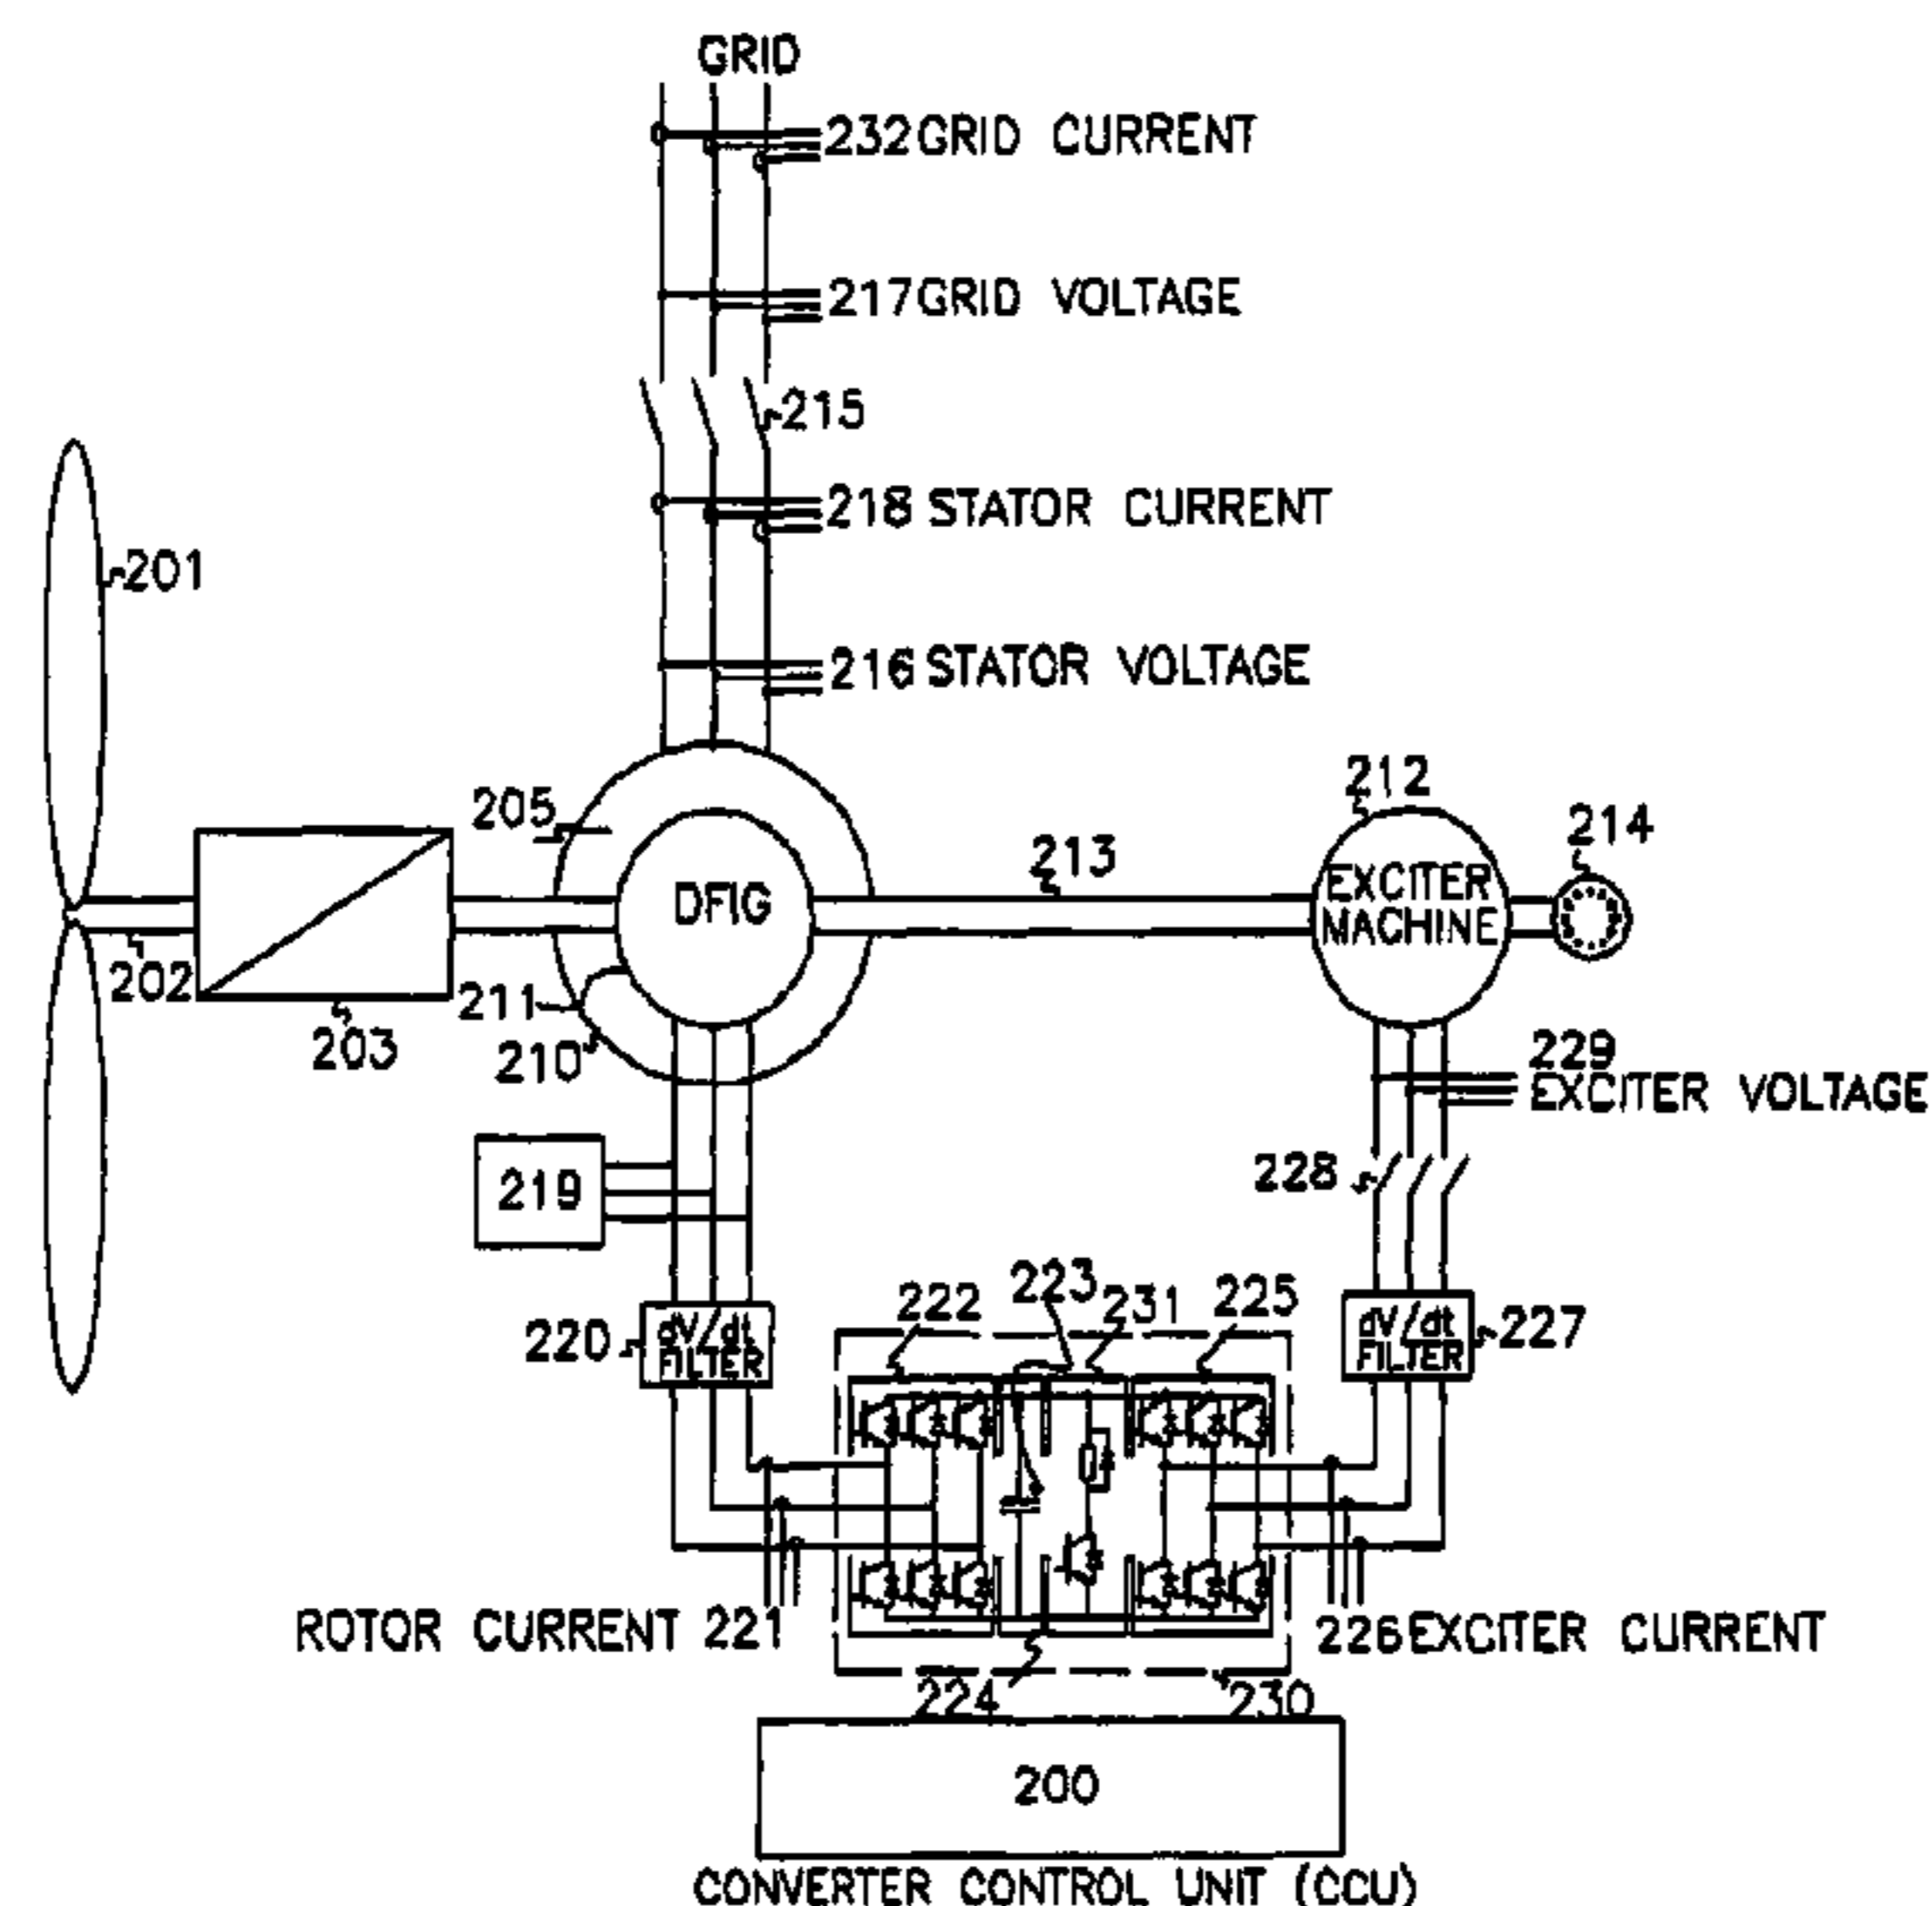 GRID
232 GRID CURRENT
217 GRID VOLTAGE
215
218 STATOR CURRENT
201
216 STATOR VOLTAGE
212
205
214
213
EXCITER
MACHINE
DFIG
202
211
203
210
229
EXCITER VOLTAGE
228
219
223
222
231
225
220
dV/dt
FILTER
dV/dt
FILTER
227
ROTOR CURRENT 221
226 EXCITER CURRENT
224
230
200
CONVERTER CONTROL UNIT (CCU)